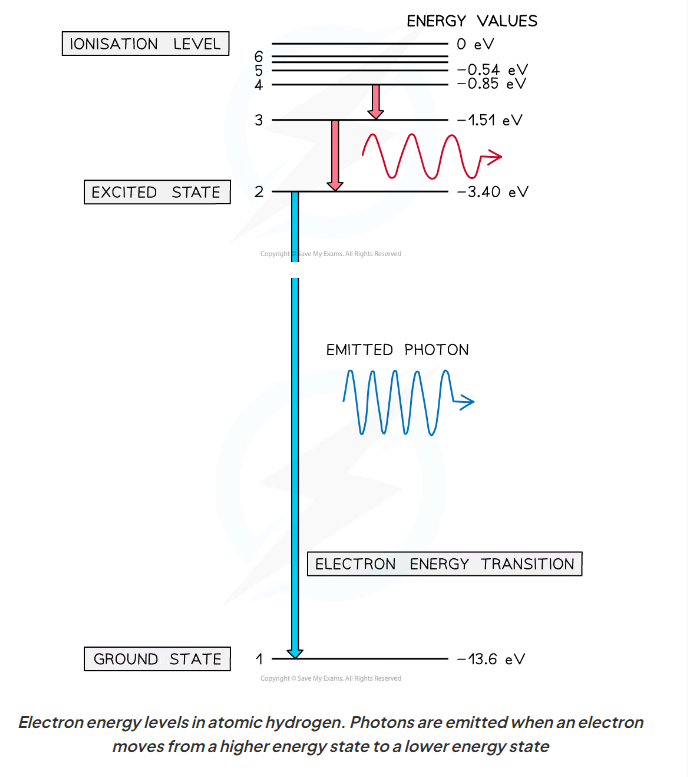 ENERGY VALUES
IONISATION LEVEL
0 eV
6
5
-0.54 eV
4
-0.85 eV
3
-1.51 eV
EXCITED STATE
2
-3.40 eV
Copyright © Save My Exams. All Rights Reserved
EMITTED PHOTON
ELECTRON ENERGY TRANSITION
GROUND STATE
1
-13.6 eV
Copyright © Save My Exams. All Rights Reserved
Electron energy levels in atomic hydrogen. Photons are emitted when an electron
moves from a higher energy state to a lower energy state